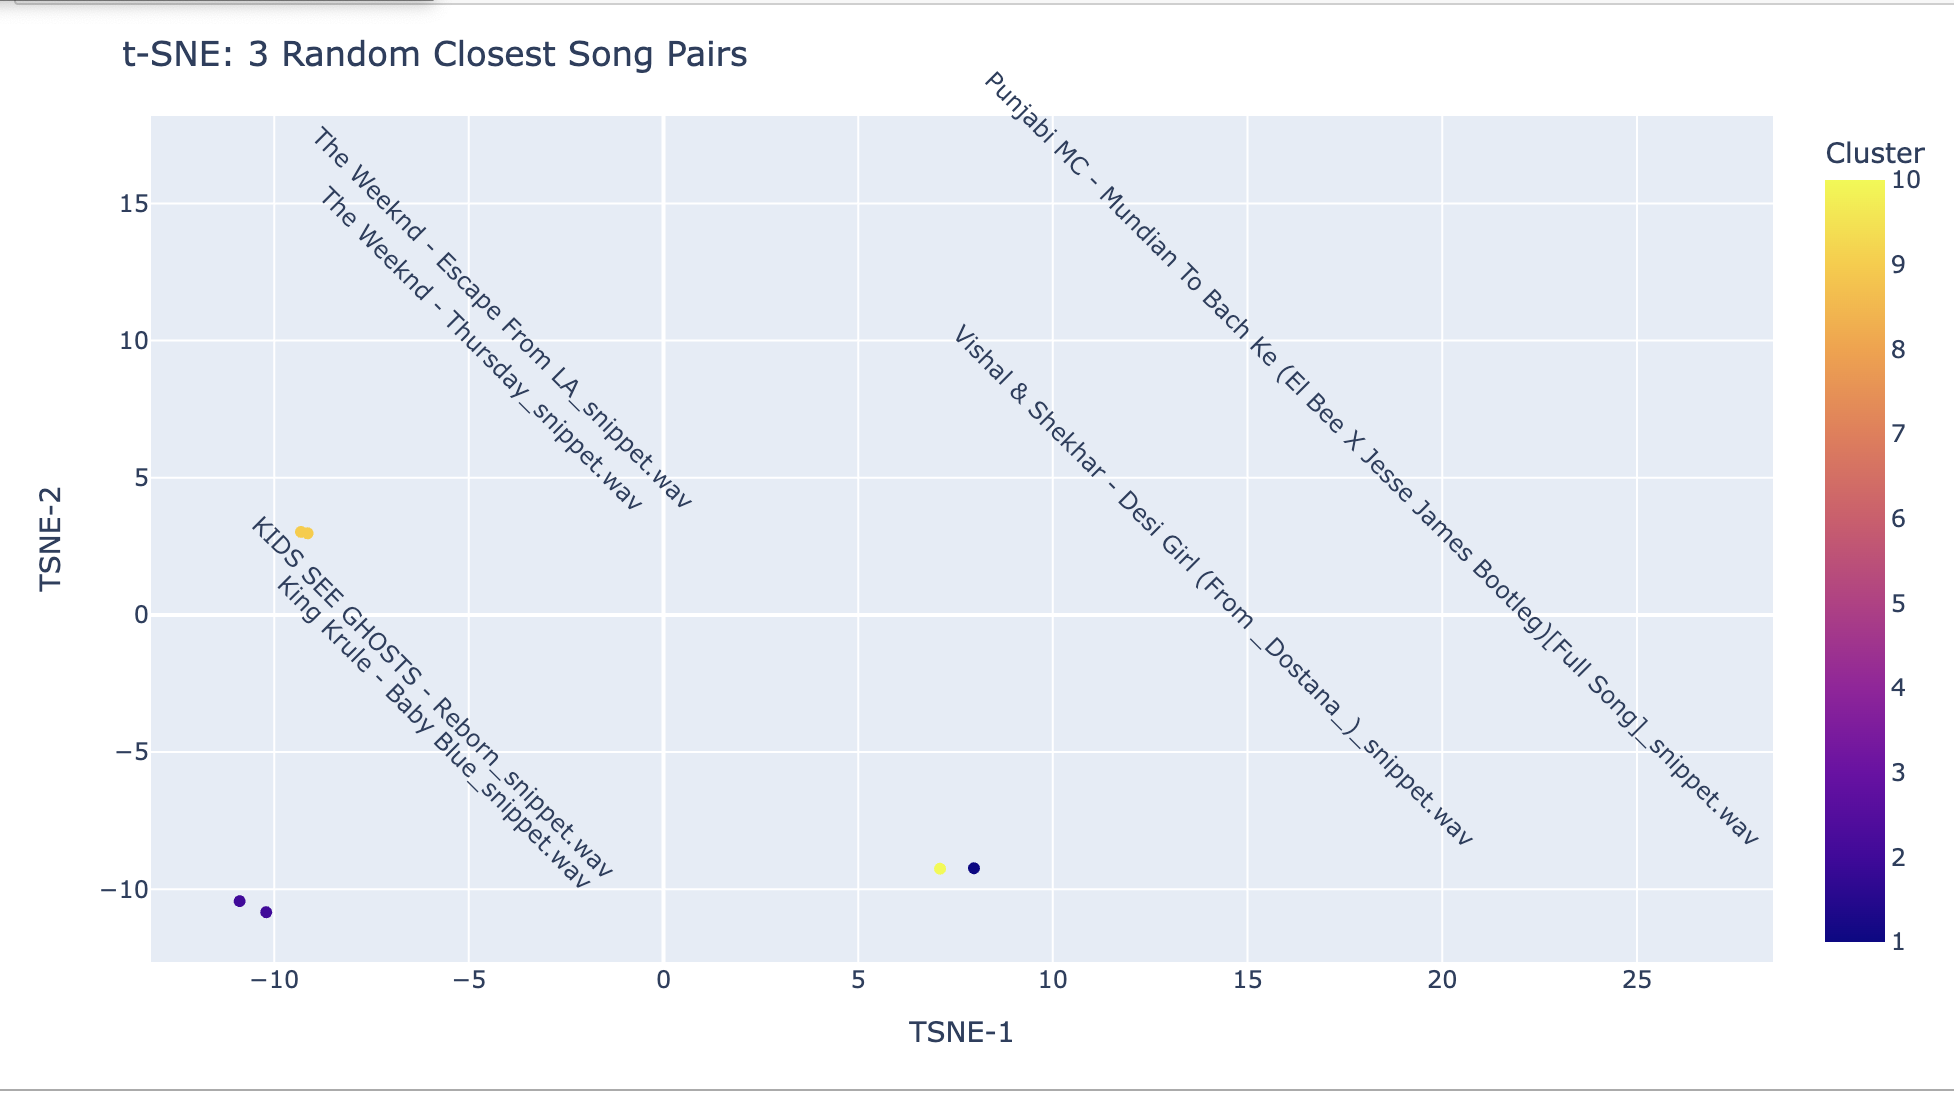 t-SNE: 3 Random Closest Song Pairs
Punjabi MC - Mundian To Bach Ke (El Bee X Jesse James Bootleg)[Full Song]_snippet.wav
The Weeknd - Escape From LA_snippet.wav
The Weeknd - Thursday_snippet.wav
Vishal & Shekhar - Desi Girl (From_Dostana_)_snippet.wav
KIDS SEE GHOSTS - Reborn_snippet.wav
King Krule - Baby Blue_snippet.wav
TSNE-2
15
10
5
0
−5
−10
−10
−5
0
5
10
15
20
25
TSNE-1
Cluster
10
9
8
7
6
5
4
3
2
1